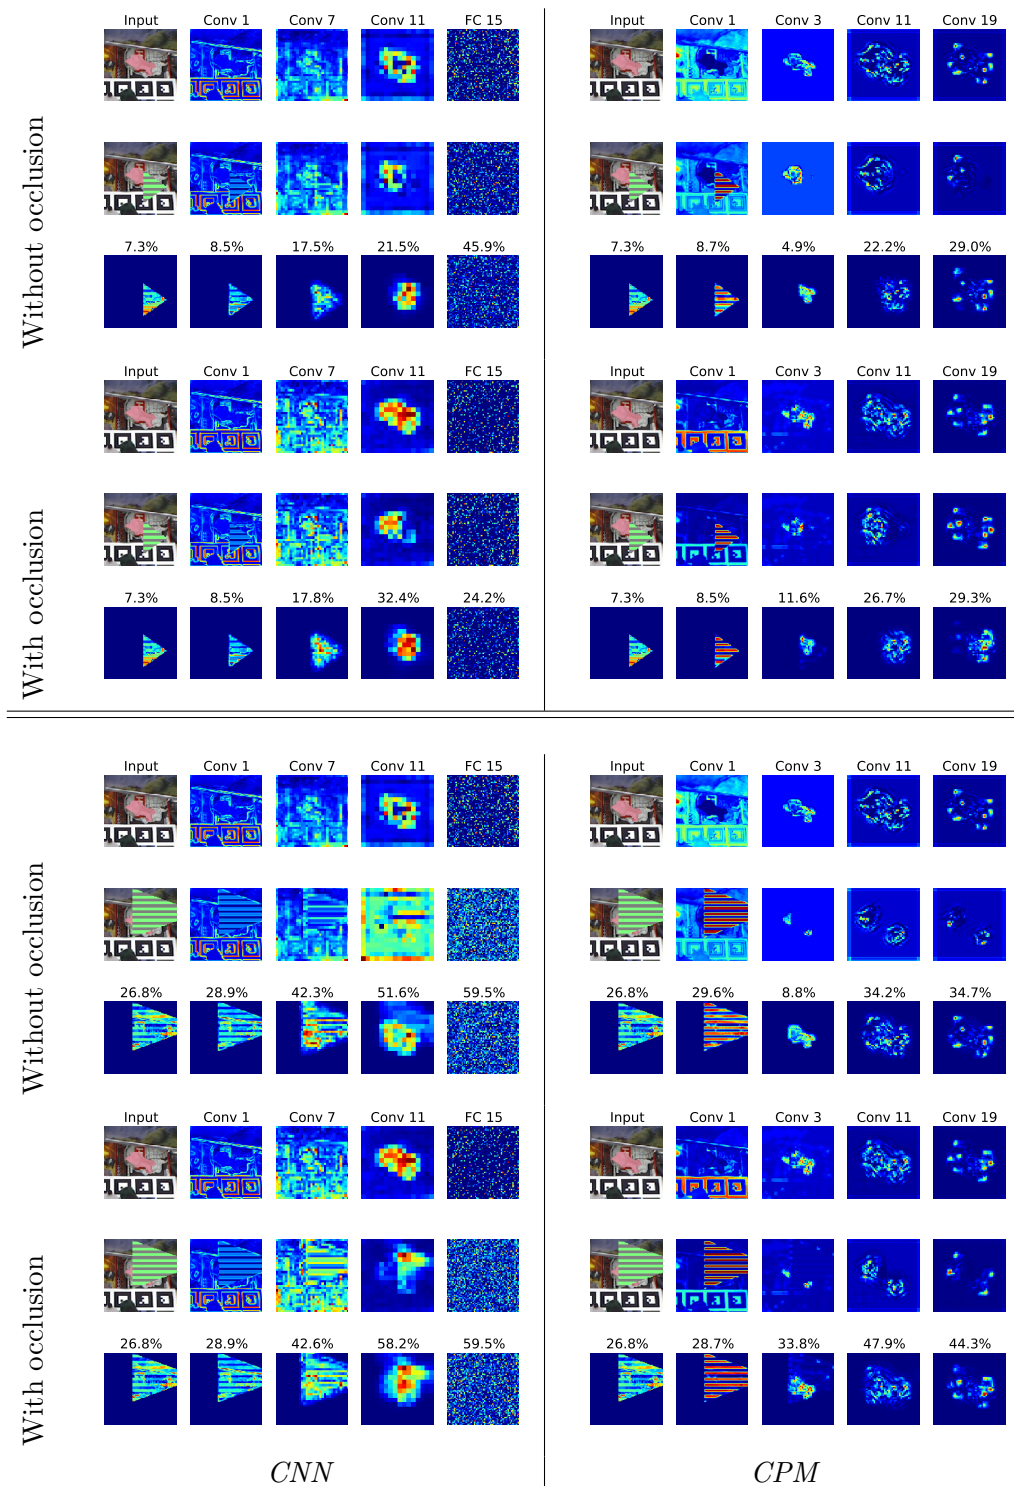 Input Conv 1 Conv 7 Conv 11 FC 15 Input Conv 1 Conv 3 Conv 11 Conv 19
Without occlusion
7.3% 8.5% 17.5% 21.5% 45.9% 7.3% 8.7% 4.9% 22.2% 29.0%
Input Conv 1 Conv 7 Conv 11 FC 15 Input Conv 1 Conv 3 Conv 11 Conv 19
With occlusion
7.3% 8.5% 17.8% 32.4% 24.2% 7.3% 8.5% 11.6% 26.7% 29.3%
Input Conv 1 Conv 7 Conv 11 FC 15 Input Conv 1 Conv 3 Conv 11 Conv 19
Without occlusion
26.8% 28.9% 42.3% 51.6% 59.5% 26.8% 29.6% 8.8% 34.2% 34.7%
Input Conv 1 Conv 7 Conv 11 FC 15 Input Conv 1 Conv 3 Conv 11 Conv 19
With occlusion
26.8% 28.9% 42.6% 58.2% 59.5% 26.8% 28.7% 33.8% 47.9% 44.3%
CNN CPM